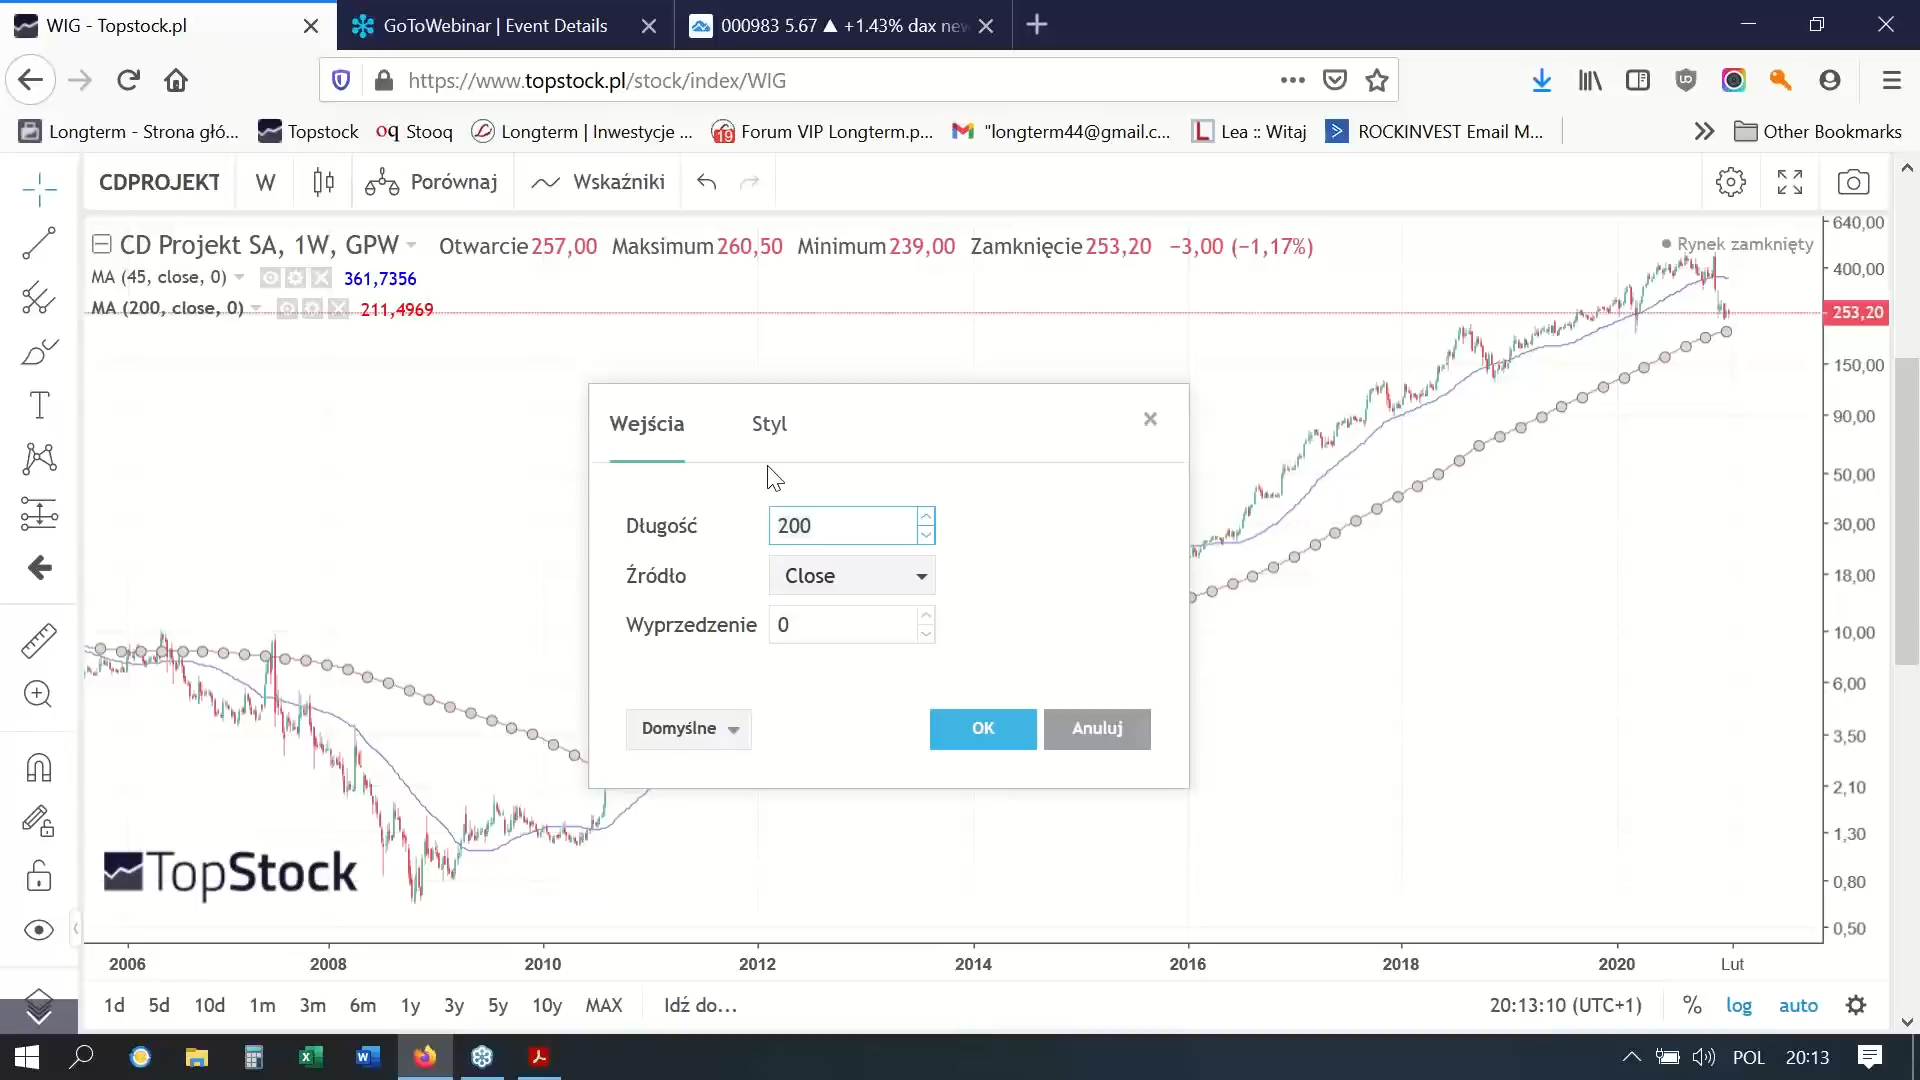 WIG - Topstock.pl
GoToWebinar | Event Details
000983 5.67 ▲ +1.43% dax new
https://www.topstock.pl/stock/index/WIG
Longterm - Strona głó...
Topstock
oq Stooq
Longterm | Inwestycje ...
19 Forum VIP Longterm.p...
"longterm44@gmail.c...
L Lea :: Witaj
ROCKINVEST Email M...
Other Bookmarks
CDPROJEKT
W
Porównaj
Wskaźniki
CD Projekt SA, 1W, GPW Otwarcie 257,00 Maksimum 260,50 Minimum 239,00 Zamknięcie 253,20 −3,00 (−1,17%)
Rynek zamknięty
MA (45, close, 0) 361,7356
MA (200, close, 0) 211,4969
640,00
400,00
253,20
150,00
90,00
50,00
30,00
18,00
10,00
6,00
3,50
2,10
1,30
0,80
0,50
Wejścia
Styl
Długość 200
Źródło Close
Wyprzedzenie 0
Domyślne
OK
Anuluj
TopStock
2006 2008 2010 2012 2014 2016 2018 2020 Lut
1d 5d 10d 1m 3m 6m 1y 3y 5y 10y MAX Idź do...
20:13:10 (UTC+1) % log auto
POL 20:13